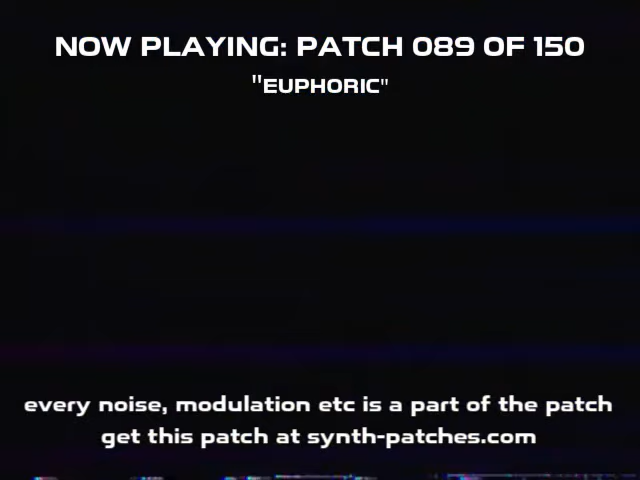 NOW PLAYING: PATCH 089 OF 150
"EUPHORIC"
every noise, modulation etc is a part of the patch
get this patch at synth-patches.com